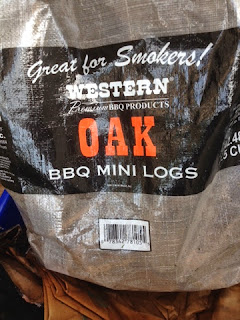 Great for Smokers!
WESTERN
Premium BBQ PRODUCTS
OAK
BBQ MINI LOGS